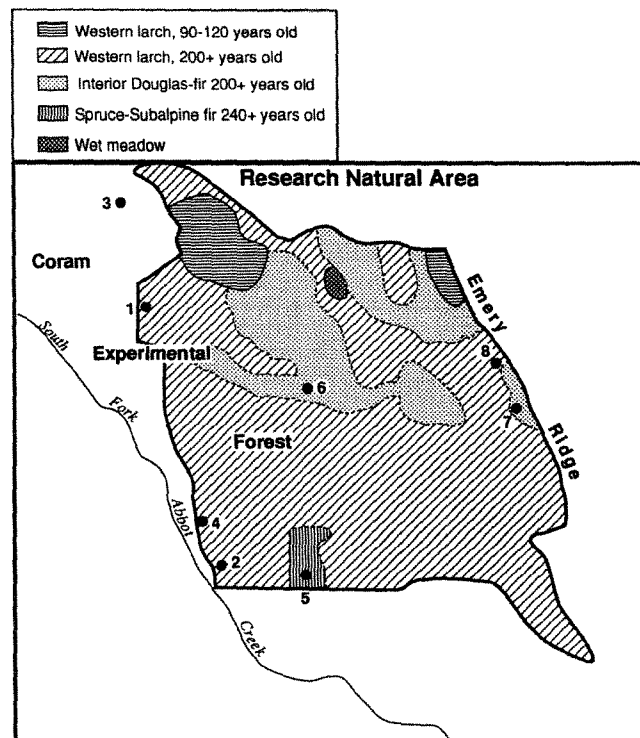 Western larch, 90-120 years old
Western larch, 200+ years old
Interior Douglas-fir 200+ years old
Spruce-Subalpine fir 240+ years old
Wet meadow
Research Natural Area
3
Coram
1
Emery
South
Experimental
8
6
Fork
7
Ridge
Forest
Abbot
4
2
5
Creek